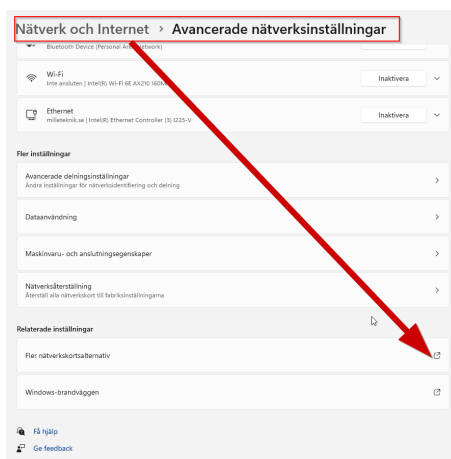 Nätverk och Internet > Avancerade nätverksinställningar
Bluetooth Device (Personal Area Network)
Wi-Fi
Inte ansluten | Intel(R) Wi-Fi 6E AX210 160MHz
Inaktivera
Ethernet
milleteknik.se | Intel(R) Ethernet Controller (3) I225-V
Inaktivera
Fler inställningar
Avancerade delningsinställningar
Ändra inställningar för nätverksidentifiering och delning
Dataanvändning
Maskinvaru- och anslutningsegenskaper
Nätverksåterställning
Återställ alla nätverkskort till fabriksinställningarna
Relaterade inställningar
Fler nätverkskortsalternativ
Windows-brandväggen
Få hjälp
Ge feedback